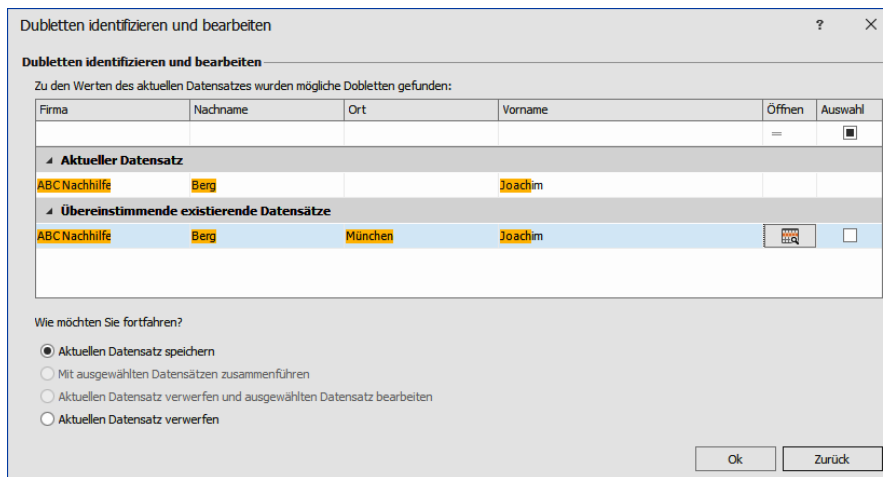 Dubletten identifizieren und bearbeiten ?
Dubletten identifizieren und bearbeiten
Zu den Werten des aktuellen Datensatzes wurden mögliche Dobletten gefunden:
Firma Nachname Ort Vorname Öffnen Auswahl
=
Aktueller Datensatz
ABC Nachhilfe Berg Joachim
Übereinstimmende existierende Datensätze
ABC Nachhilfe Berg München Joachim
Wie möchten Sie fortfahren?
Aktuellen Datensatz speichern
Mit ausgewählten Datensätzen zusammenführen
Aktuellen Datensatz verwerfen und ausgewählten Datensatz bearbeiten
Aktuellen Datensatz verwerfen
Ok Zurück